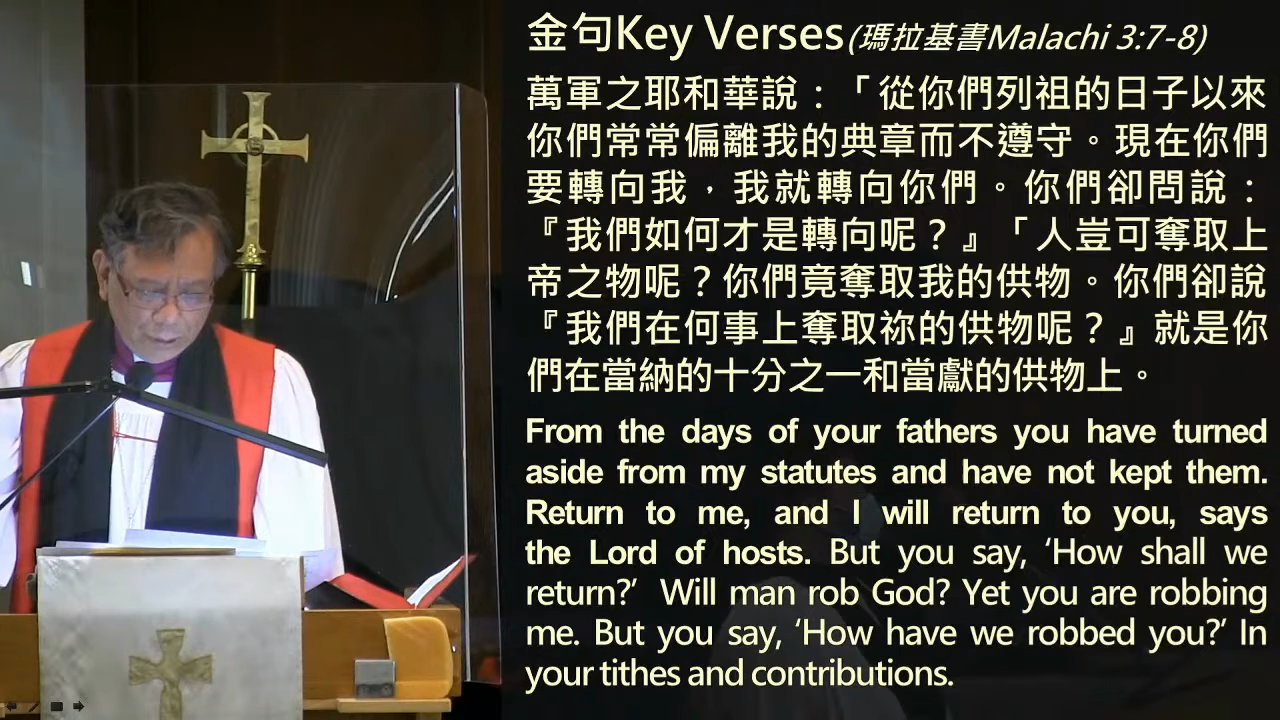 金句Key Verses(瑪拉基書Malachi 3:7-8)
萬軍之耶和華說：「從你們列祖的日子以來
你們常常偏離我的典章而不遵守。現在你們
要轉向我，我就轉向你們。你們卻問說：
『我們如何才是轉向呢？』「人豈可奪取上
帝之物呢？你們竟奪取我的供物。你們卻說
『我們在何事上奪取祢的供物呢？』就是你
們在當納的十分之一和當獻的供物上。
From the days of your fathers you have turned
aside from my statutes and have not kept them.
Return to me, and I will return to you, says
the Lord of hosts. But you say, ‘How shall we
return?’ Will man rob God? Yet you are robbing
me. But you say, ‘How have we robbed you?’ In
your tithes and contributions.